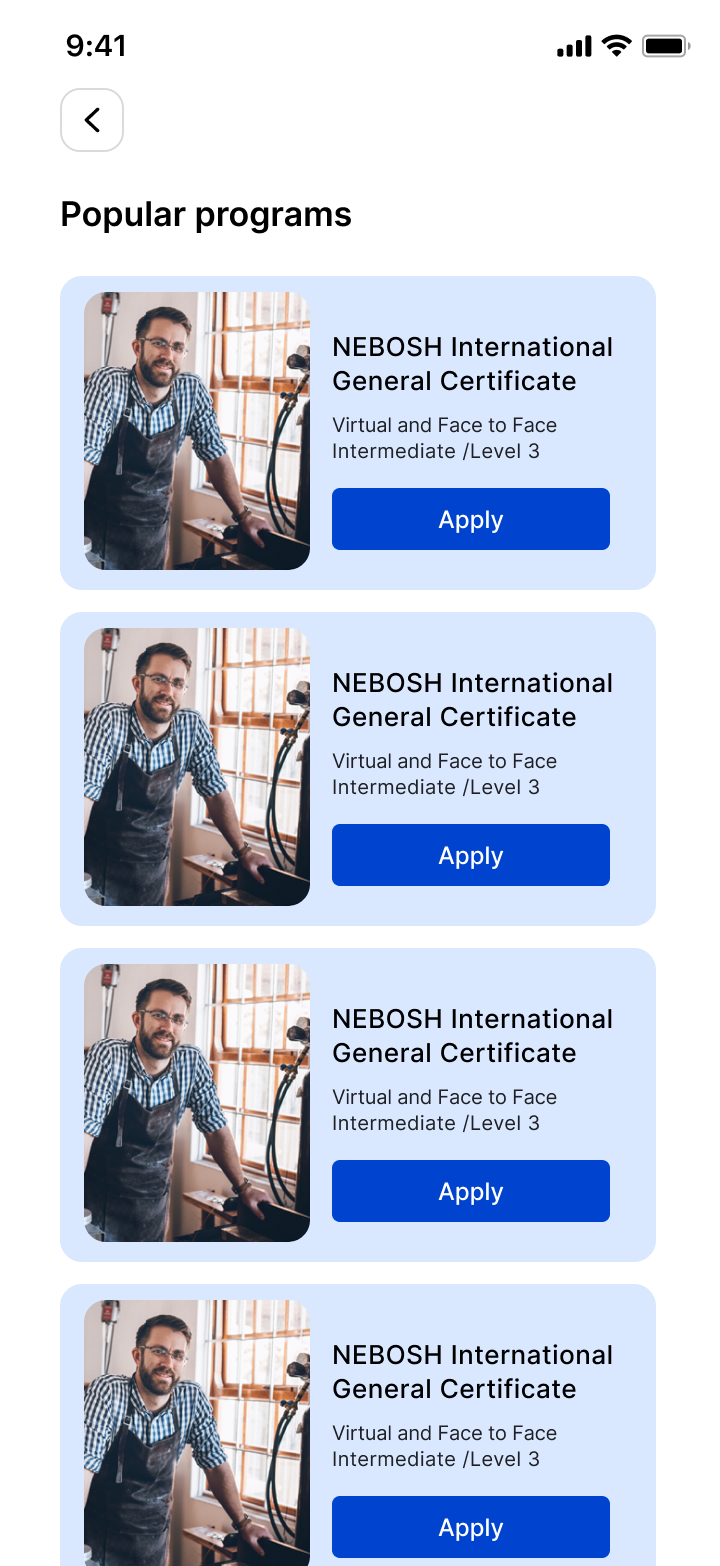 9:41
Popular programs
NEBOSH International
General Certificate
Virtual and Face to Face
Intermediate /Level 3
Apply
NEBOSH International
General Certificate
Virtual and Face to Face
Intermediate /Level 3
Apply
NEBOSH International
General Certificate
Virtual and Face to Face
Intermediate /Level 3
Apply
NEBOSH International
General Certificate
Virtual and Face to Face
Intermediate /Level 3
Apply